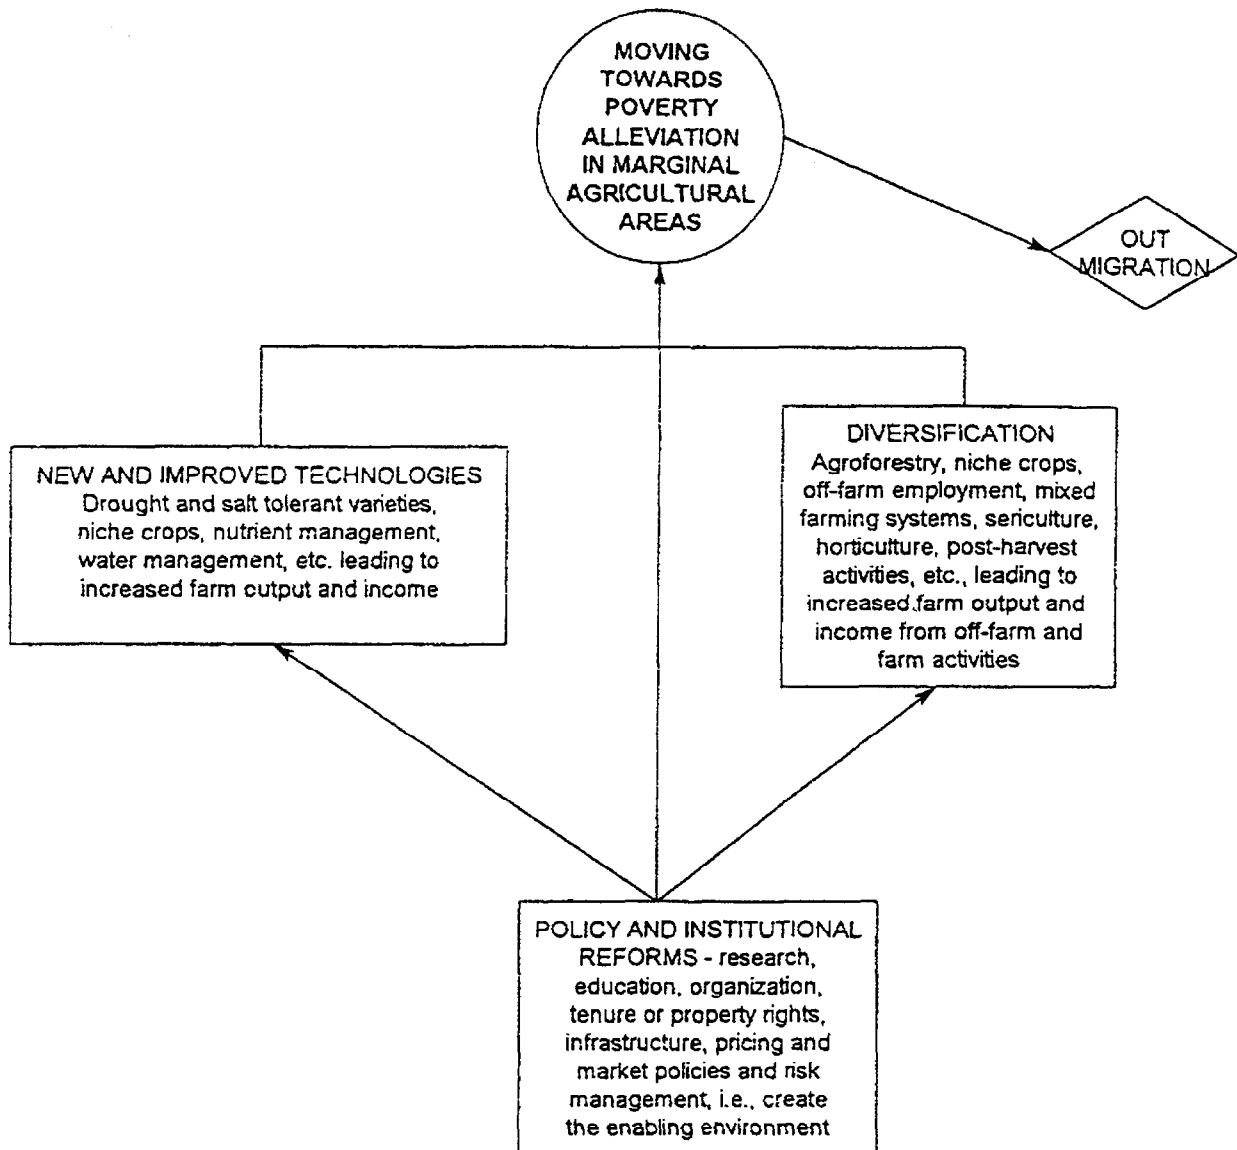 MOVING
TOWARDS
POVERTY
ALLEVIATION
IN MARGINAL
AGRICULTURAL
AREAS
OUT
MIGRATION
NEW AND IMPROVED TECHNOLOGIES
Drought and salt tolerant varieties,
niche crops, nutrient management,
water management, etc. leading to
increased farm output and income
DIVERSIFICATION
Agroforestry, niche crops,
off-farm employment, mixed
farming systems, sericulture,
horticulture, post-harvest
activities, etc., leading to
increased farm output and
income from off-farm and
farm activities
POLICY AND INSTITUTIONAL
REFORMS - research,
education, organization,
tenure or property rights,
infrastructure, pricing and
market policies and risk
management, i.e., create
the enabling environment